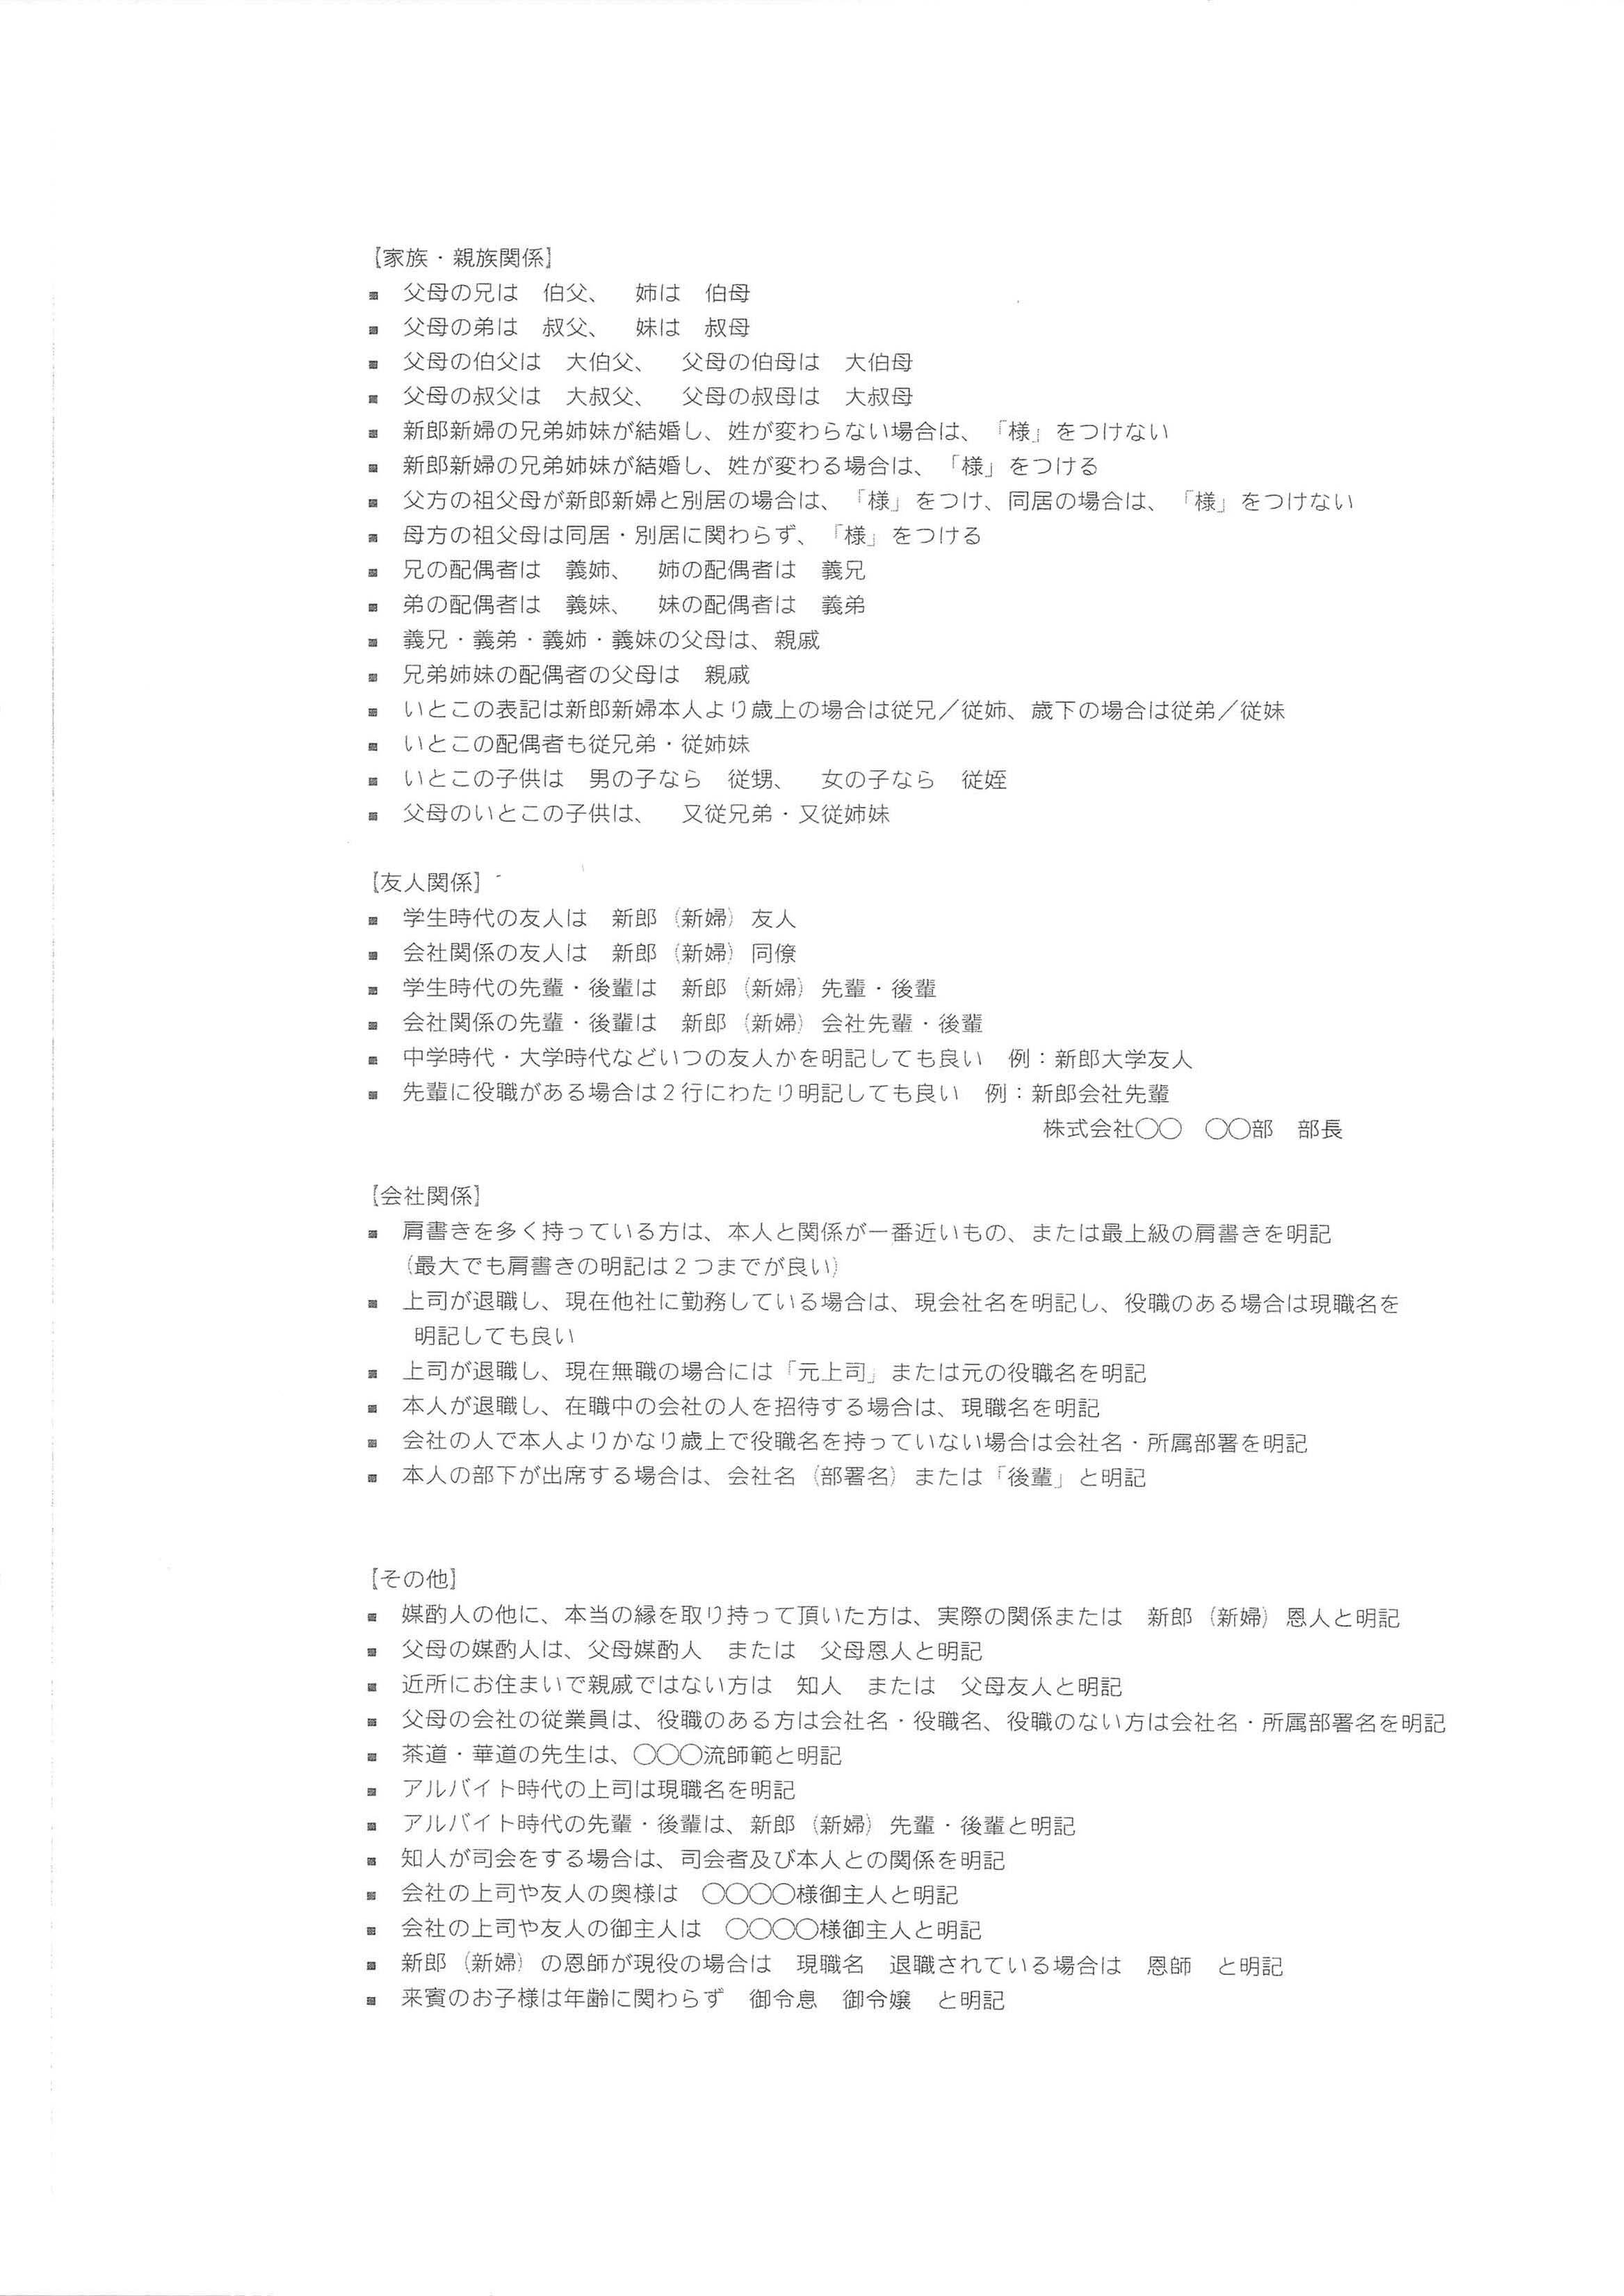 【家族・親族関係】
▪ 父母の兄は　伯父、　姉は　伯母
▪ 父母の弟は　叔父、　妹は　叔母
▪ 父母の伯父は　大伯父、　父母の伯母は　大伯母
▪ 父母の叔父は　大叔父、　父母の叔母は　大叔母
▪ 新郎新婦の兄弟姉妹が結婚し、姓が変わらない場合は、「様」をつけない
▪ 新郎新婦の兄弟姉妹が結婚し、姓が変わる場合は、「様」をつける
▪ 父方の祖父母が新郎新婦と別居の場合は、「様」をつけ、同居の場合は、「様」をつけない
▪ 母方の祖父母は同居・別居に関わらず、「様」をつける
▪ 兄の配偶者は　義姉、　姉の配偶者は　義兄
▪ 弟の配偶者は　義妹、　妹の配偶者は　義弟
▪ 義兄・義弟・義姉・義妹の父母は、親戚
▪ 兄弟姉妹の配偶者の父母は　親戚
▪ いとこの表記は新郎新婦本人より歳上の場合は従兄／従姉、歳下の場合は従弟／従妹
▪ いとこの配偶者も従兄弟・従姉妹
▪ いとこの子供は　男の子なら　従甥、　女の子なら　従姪
▪ 父母のいとこの子供は、　又従兄弟・又従姉妹
【友人関係】
▪ 学生時代の友人は　新郎（新婦）友人
▪ 会社関係の友人は　新郎（新婦）同僚
▪ 学生時代の先輩・後輩は　新郎（新婦）先輩・後輩
▪ 会社関係の先輩・後輩は　新郎（新婦）会社先輩・後輩
▪ 中学時代・大学時代などいつの友人かを明記しても良い　例：新郎大学友人
▪ 先輩に役職がある場合は２行にわたり明記しても良い　例：新郎会社先輩
株式会社〇〇　〇〇部　部長
【会社関係】
▪ 肩書きを多く持っている方は、本人と関係が一番近いもの、または最上級の肩書きを明記
（最大でも肩書きの明記は２つまでが良い）
▪ 上司が退職し、現在他社に勤務している場合は、現会社名を明記し、役職のある場合は現職名を
明記しても良い
▪ 上司が退職し、現在無職の場合には「元上司」または元の役職名を明記
▪ 本人が退職し、在職中の会社の人を招待する場合は、現職名を明記
▪ 会社の人で本人よりかなり歳上で役職名を持っていない場合は会社名・所属部署を明記
▪ 本人の部下が出席する場合は、会社名（部署名）または「後輩」と明記
【その他】
▪ 媒酌人の他に、本当の縁を取り持って頂いた方は、実際の関係または　新郎（新婦）恩人と明記
▪ 父母の媒酌人は、父母媒酌人　または　父母恩人と明記
▪ 近所にお住まいで親戚ではない方は　知人　または　父母友人と明記
▪ 父母の会社の従業員は、役職のある方は会社名・役職名、役職のない方は会社名・所属部署名を明記
▪ 茶道・華道の先生は、〇〇〇流師範と明記
▪ アルバイト時代の上司は現職名を明記
▪ アルバイト時代の先輩・後輩は、新郎（新婦）先輩・後輩と明記
▪ 知人が司会をする場合は、司会者及び本人との関係を明記
▪ 会社の上司や友人の奥様は　〇〇〇〇様御主人と明記
▪ 会社の上司や友人の御主人は　〇〇〇〇様御主人と明記
▪ 新郎（新婦）の恩師が現役の場合は　現職名　退職されている場合は　恩師　と明記
▪ 来賓のお子様は年齢に関わらず　御令息　御令嬢　と明記